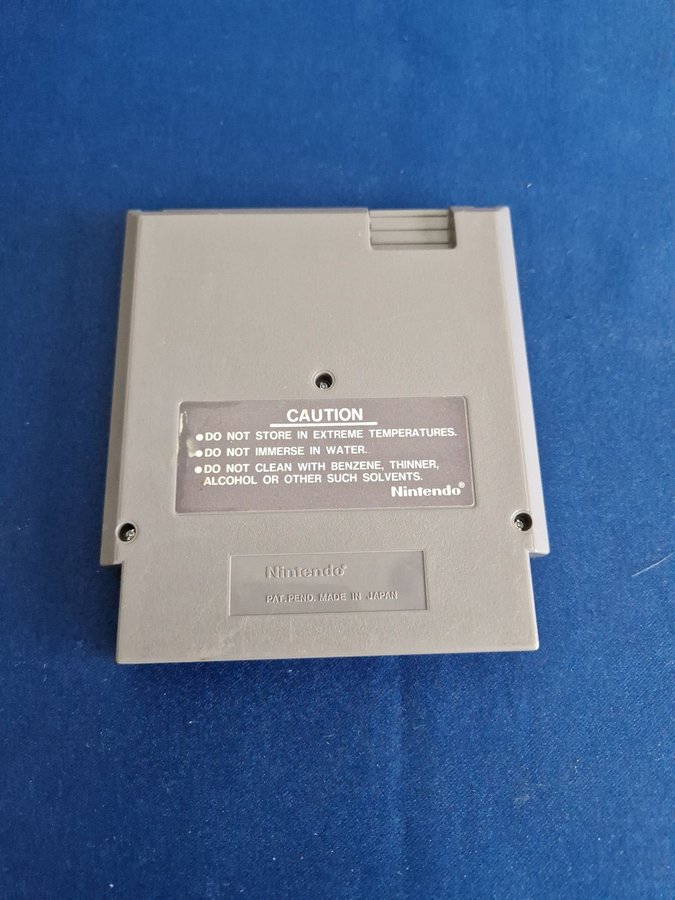 CAUTION
●DO NOT STORE IN EXTREME TEMPERATURES.
●DO NOT IMMERSE IN WATER.
●DO NOT CLEAN WITH BENZENE, THINNER,
ALCOHOL OR OTHER SUCH SOLVENTS.
Nintendo®
Nintendo®
PAT. PEND. MADE IN JAPAN